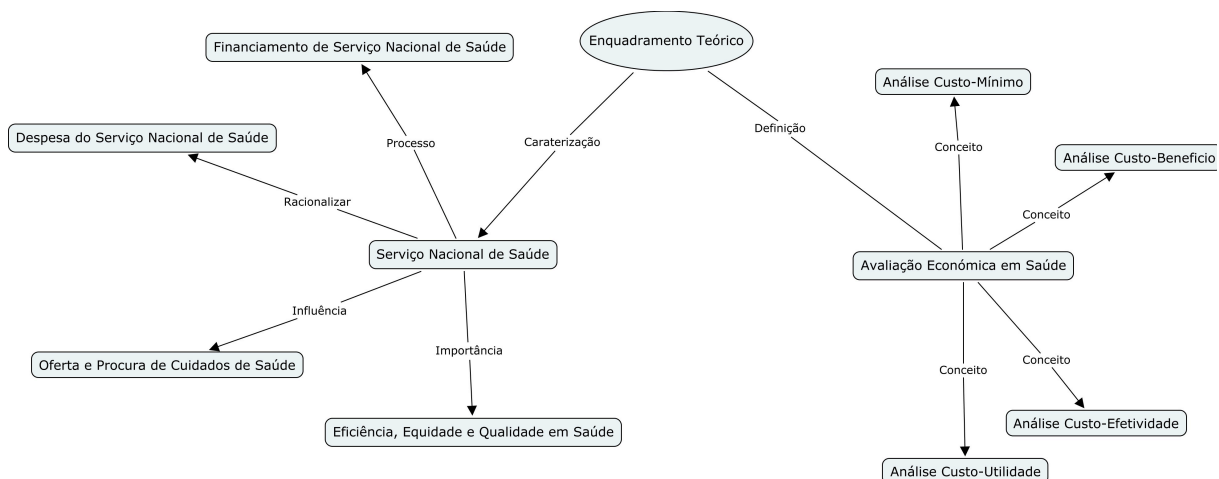 Enquadramento Teórico
Financiamento de Serviço Nacional de Saúde
Análise Custo-Mínimo
Despesa do Serviço Nacional de Saúde
Processo
Caraterização
Definição
Conceito
Análise Custo-Beneficio
Racionalizar
Conceito
Serviço Nacional de Saúde
Avaliação Económica em Saúde
Influência
Importância
Oferta e Procura de Cuidados de Saúde
Conceito
Conceito
Eficiência, Equidade e Qualidade em Saúde
Análise Custo-Efetividade
Análise Custo-Utilidade